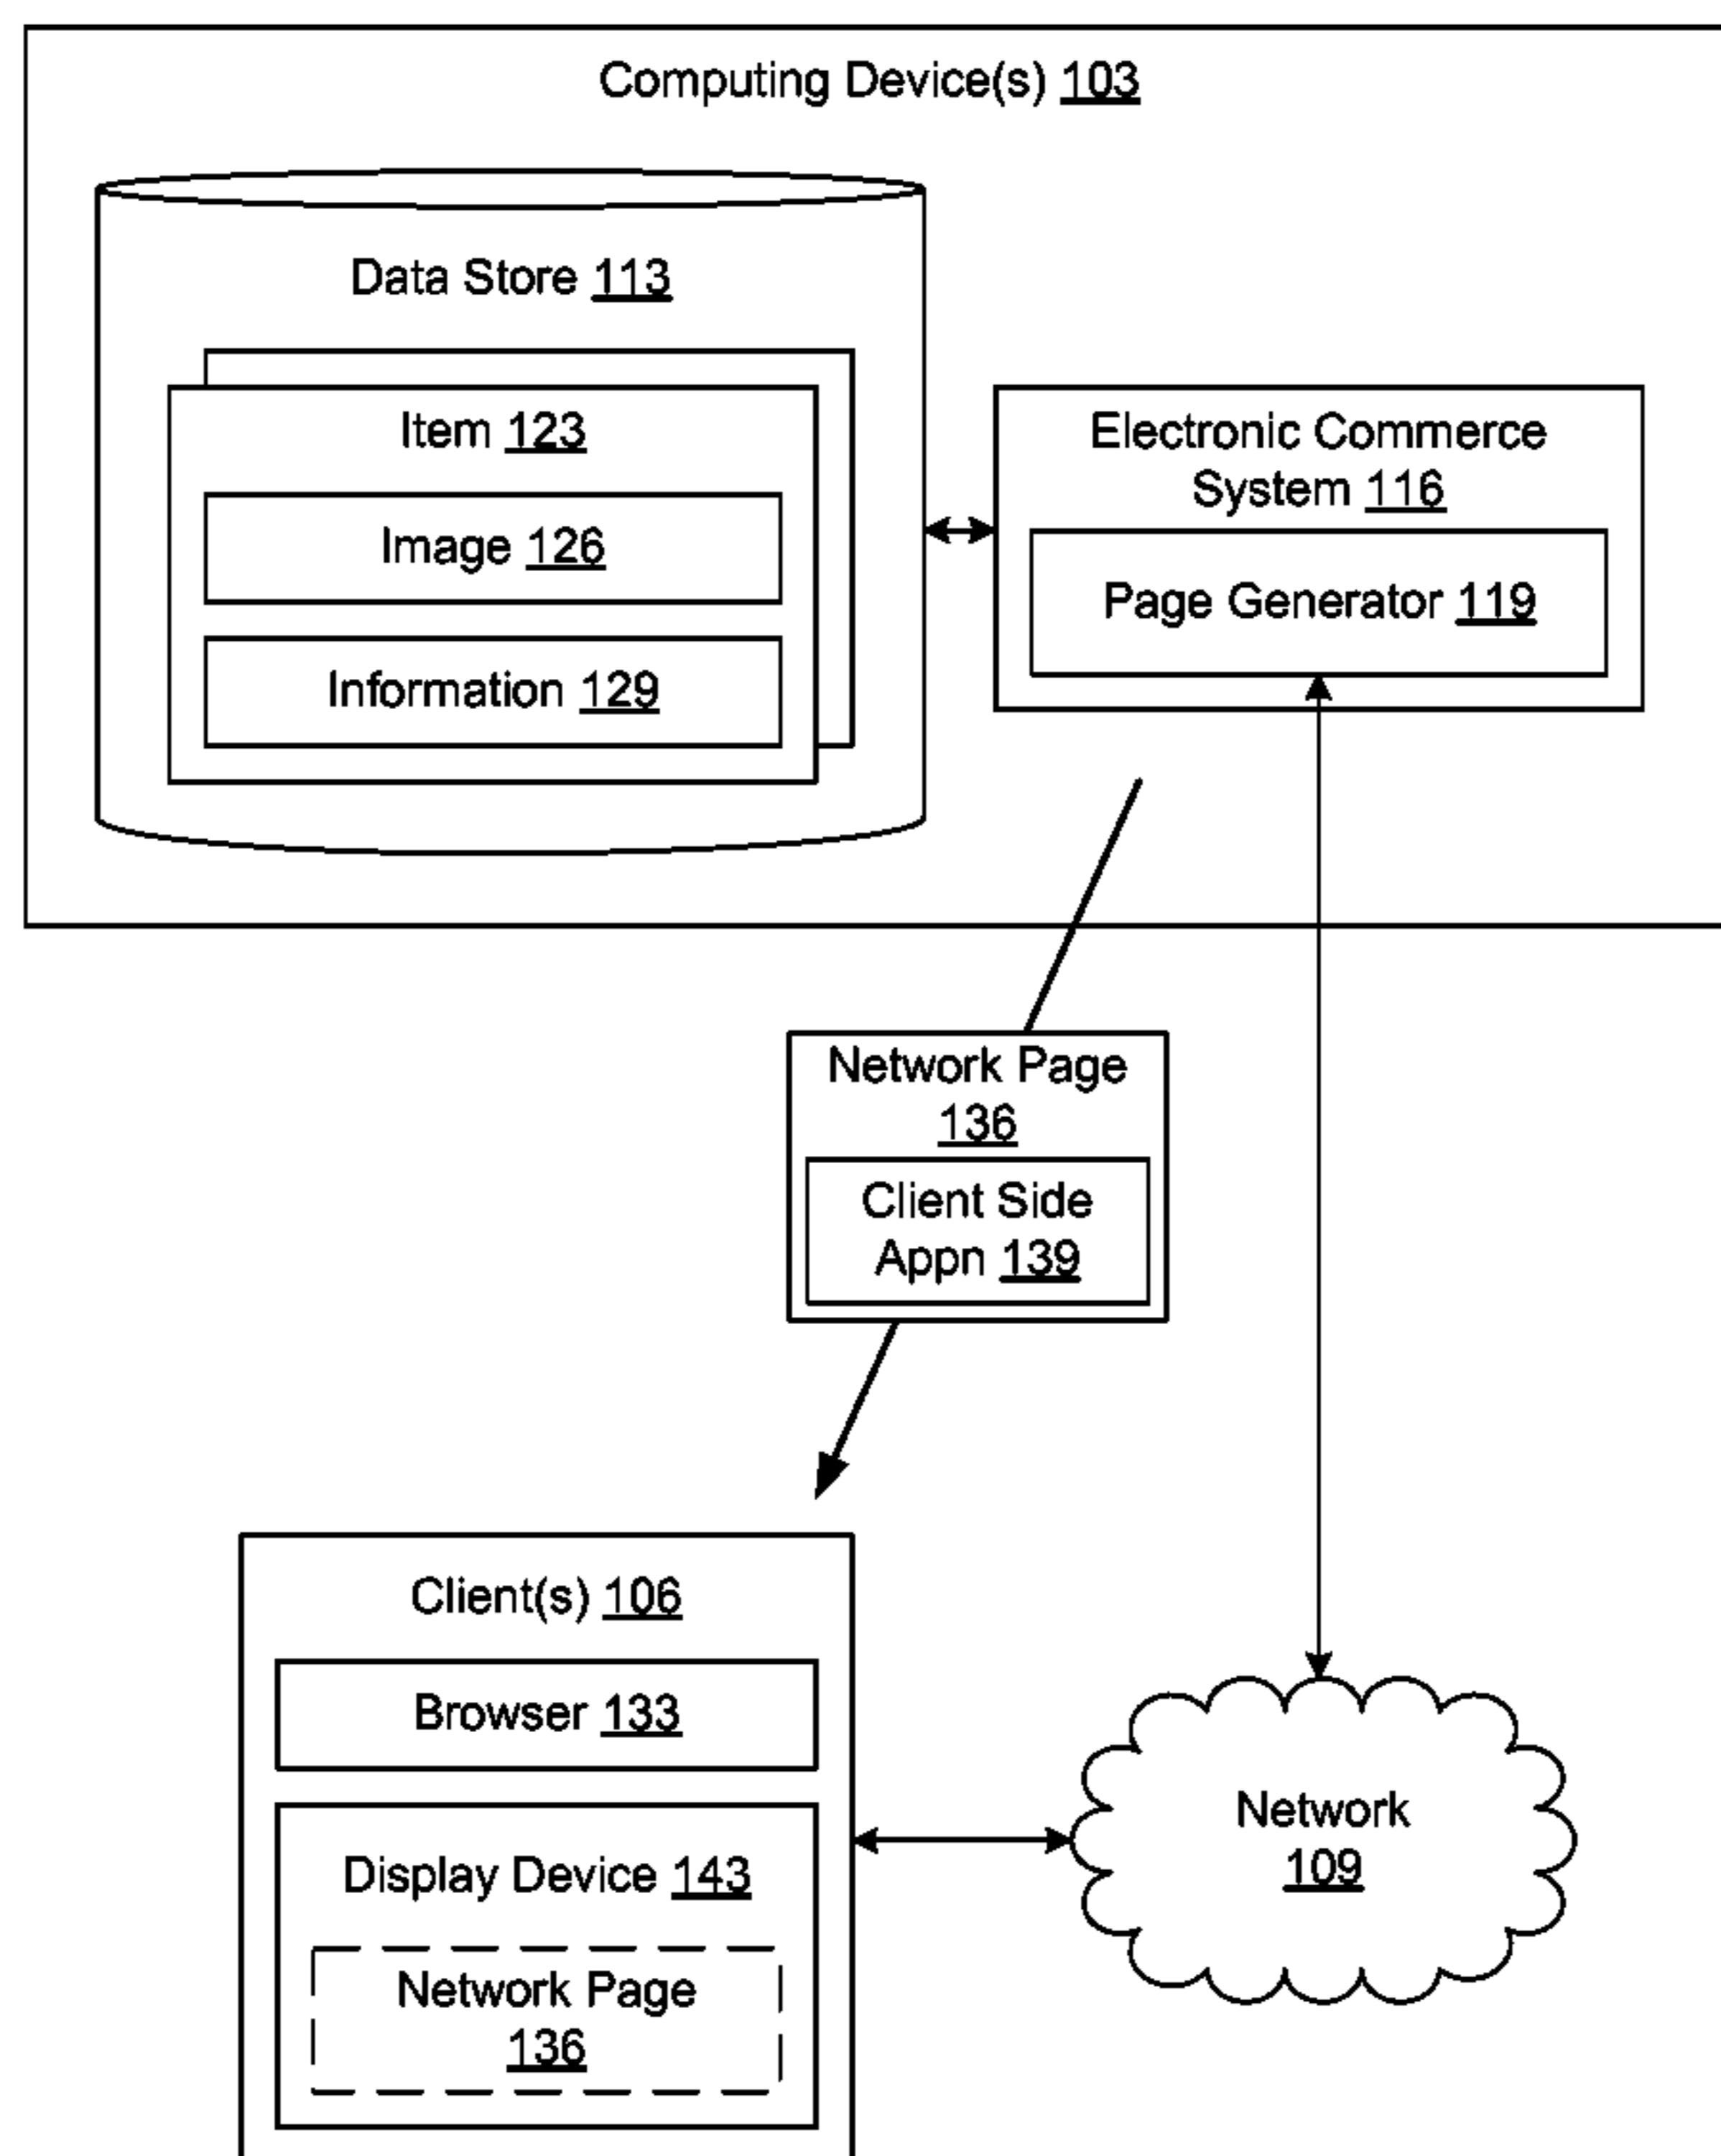 Computing Device(s) 103
Data Store 113
Item 123
Image 126
Information 129
Electronic Commerce
System 116
Page Generator 119
Network Page
136
Client Side
Appn 139
Client(s) 106
Browser 133
Display Device 143
Network Page
136
Network
109